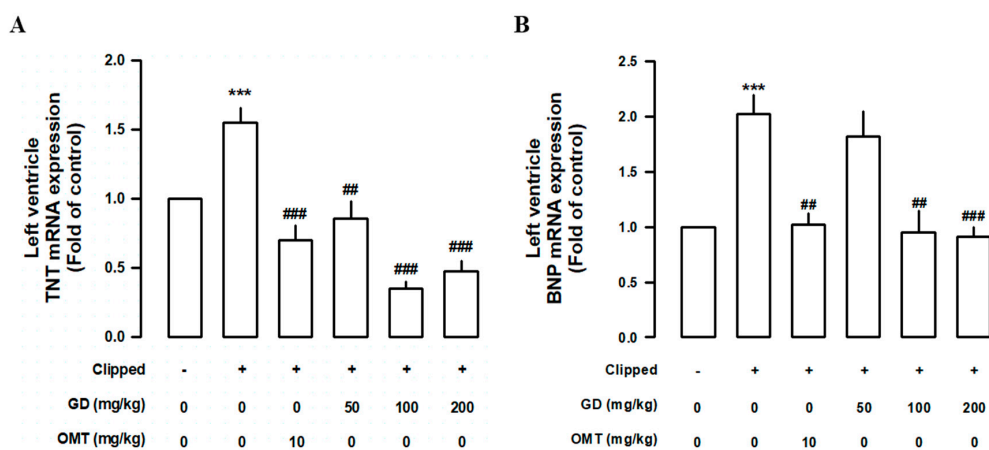 A
Left ventricle
TNT mRNA expression
(Fold of control)
2.0
1.5
1.0
0.5
0.0
***
###
##
###
###
Clipped - + + + + +
GD (mg/kg) 0 0 0 50 100 200
OMT (mg/kg) 0 0 10 0 0 0
B
Left ventricle
BNP mRNA expression
(Fold of control)
2.5
2.0
1.5
1.0
0.5
0.0
***
##
##
###
Clipped - + + + + +
GD (mg/kg) 0 0 0 50 100 200
OMT (mg/kg) 0 0 10 0 0 0